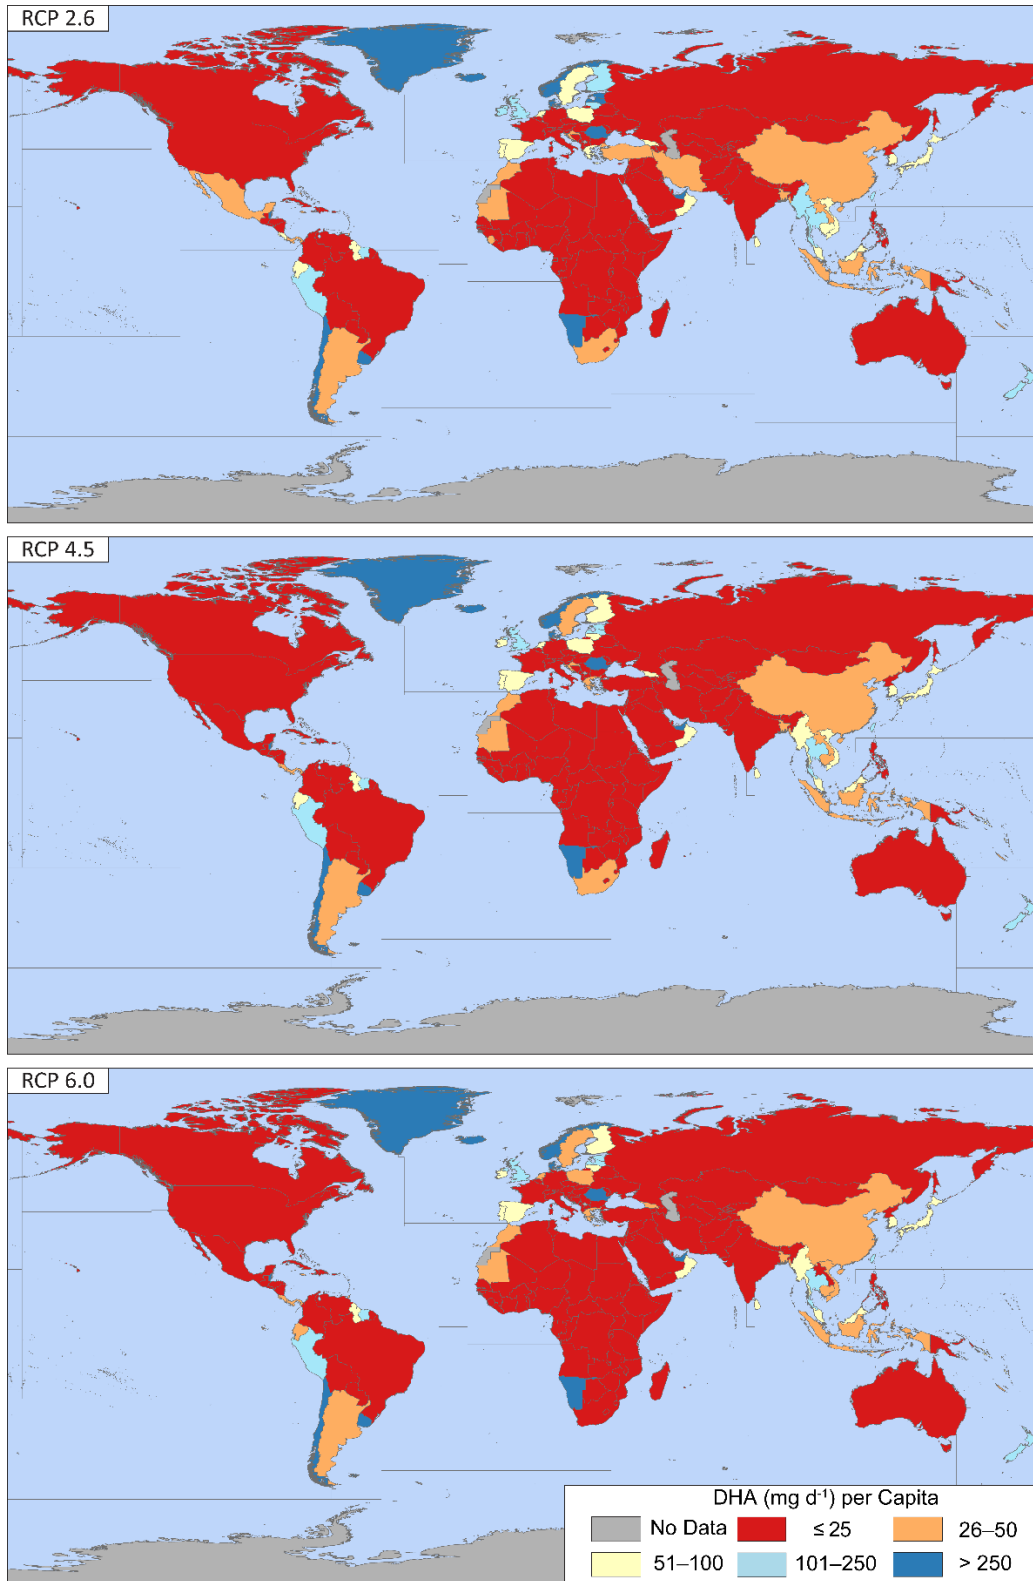 RCP 2.6
RCP 4.5
RCP 6.0
DHA (mg d⁻¹) per Capita
No Data ≤ 25 26–50
51–100 101–250 > 250